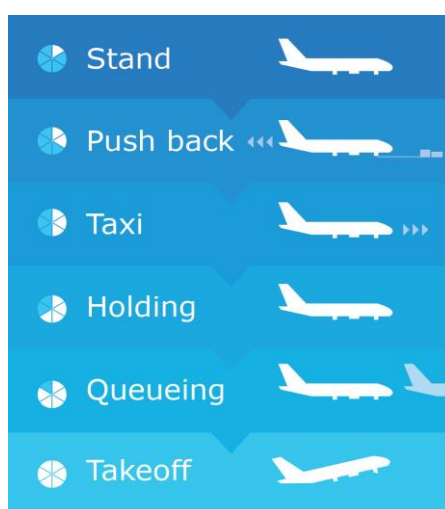 Stand
Push back
Taxi
Holding
Queueing
Takeoff